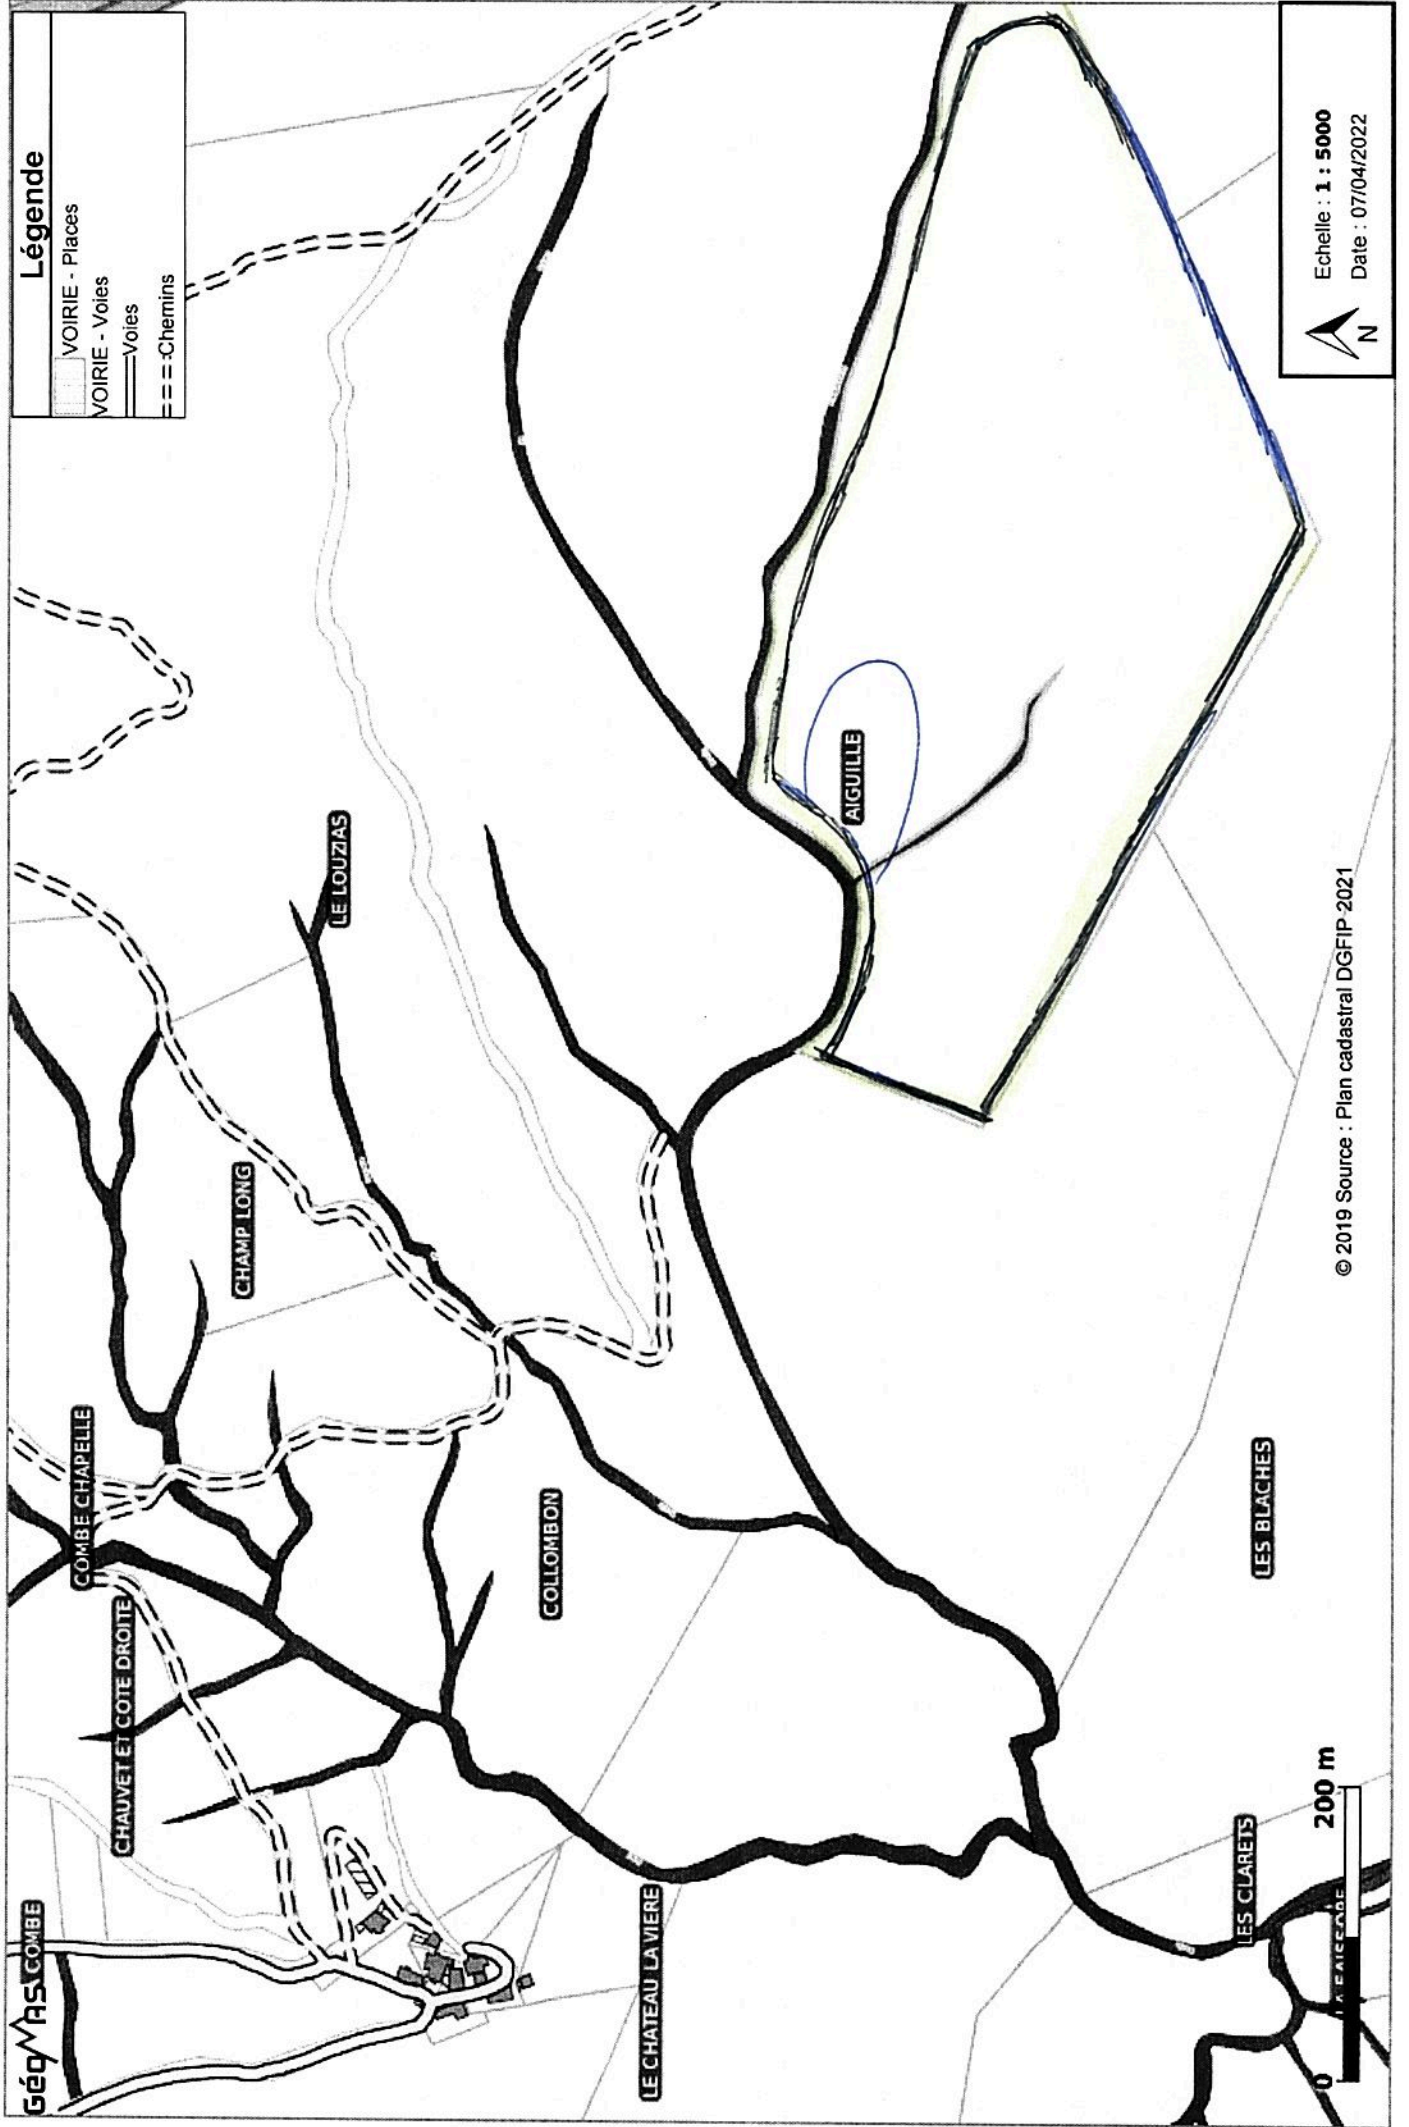 GéoMAS
COMBE
CHAUVET ET COTE DROITE
COMBE CHAPELLE
CHAMP LONG
LE LOUZIAS
Légende
VOIRIE - Places
VOIRIE - Voies
Voies
Chemins
COLLOMBON
LE CHATEAU LA VIERE
AIGUILLE
LES CLARETS
LES BLACHES
0
200 m
© 2019 Source : Plan cadastral DGFIP 2021
N
Echelle : 1 : 5000
Date : 07/04/2022